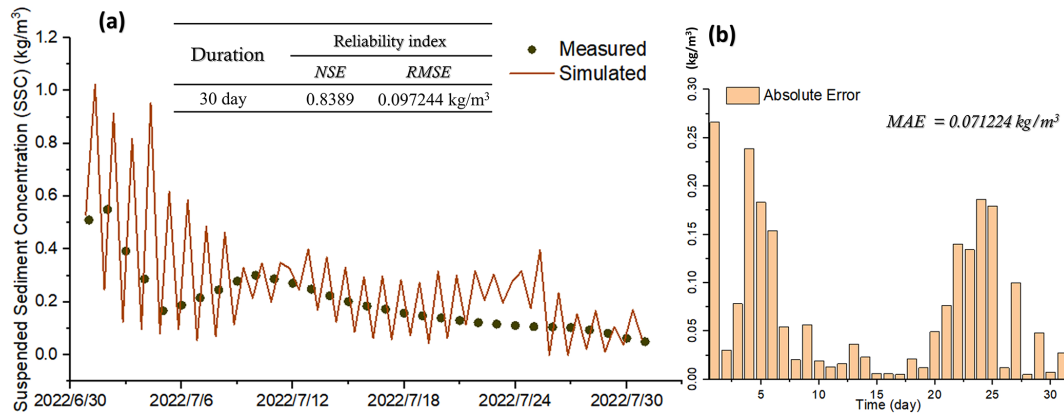 (a)
Suspended Sediment Concentration (SSC) (kg/m³)
1.2
1.0
0.8
0.6
0.4
0.2
0.0
2022/6/30 2022/7/6 2022/7/12 2022/7/18 2022/7/24 2022/7/30
Duration Reliability index
NSE RMSE
30 day 0.8389 0.097244 kg/m³
Measured
Simulated
(b)
(kg/m³)
0.30
0.25
0.20
0.15
0.10
0.05
0.00
Absolute Error
MAE = 0.071224 kg/m³
5 10 15 20 25 30
Time (day)